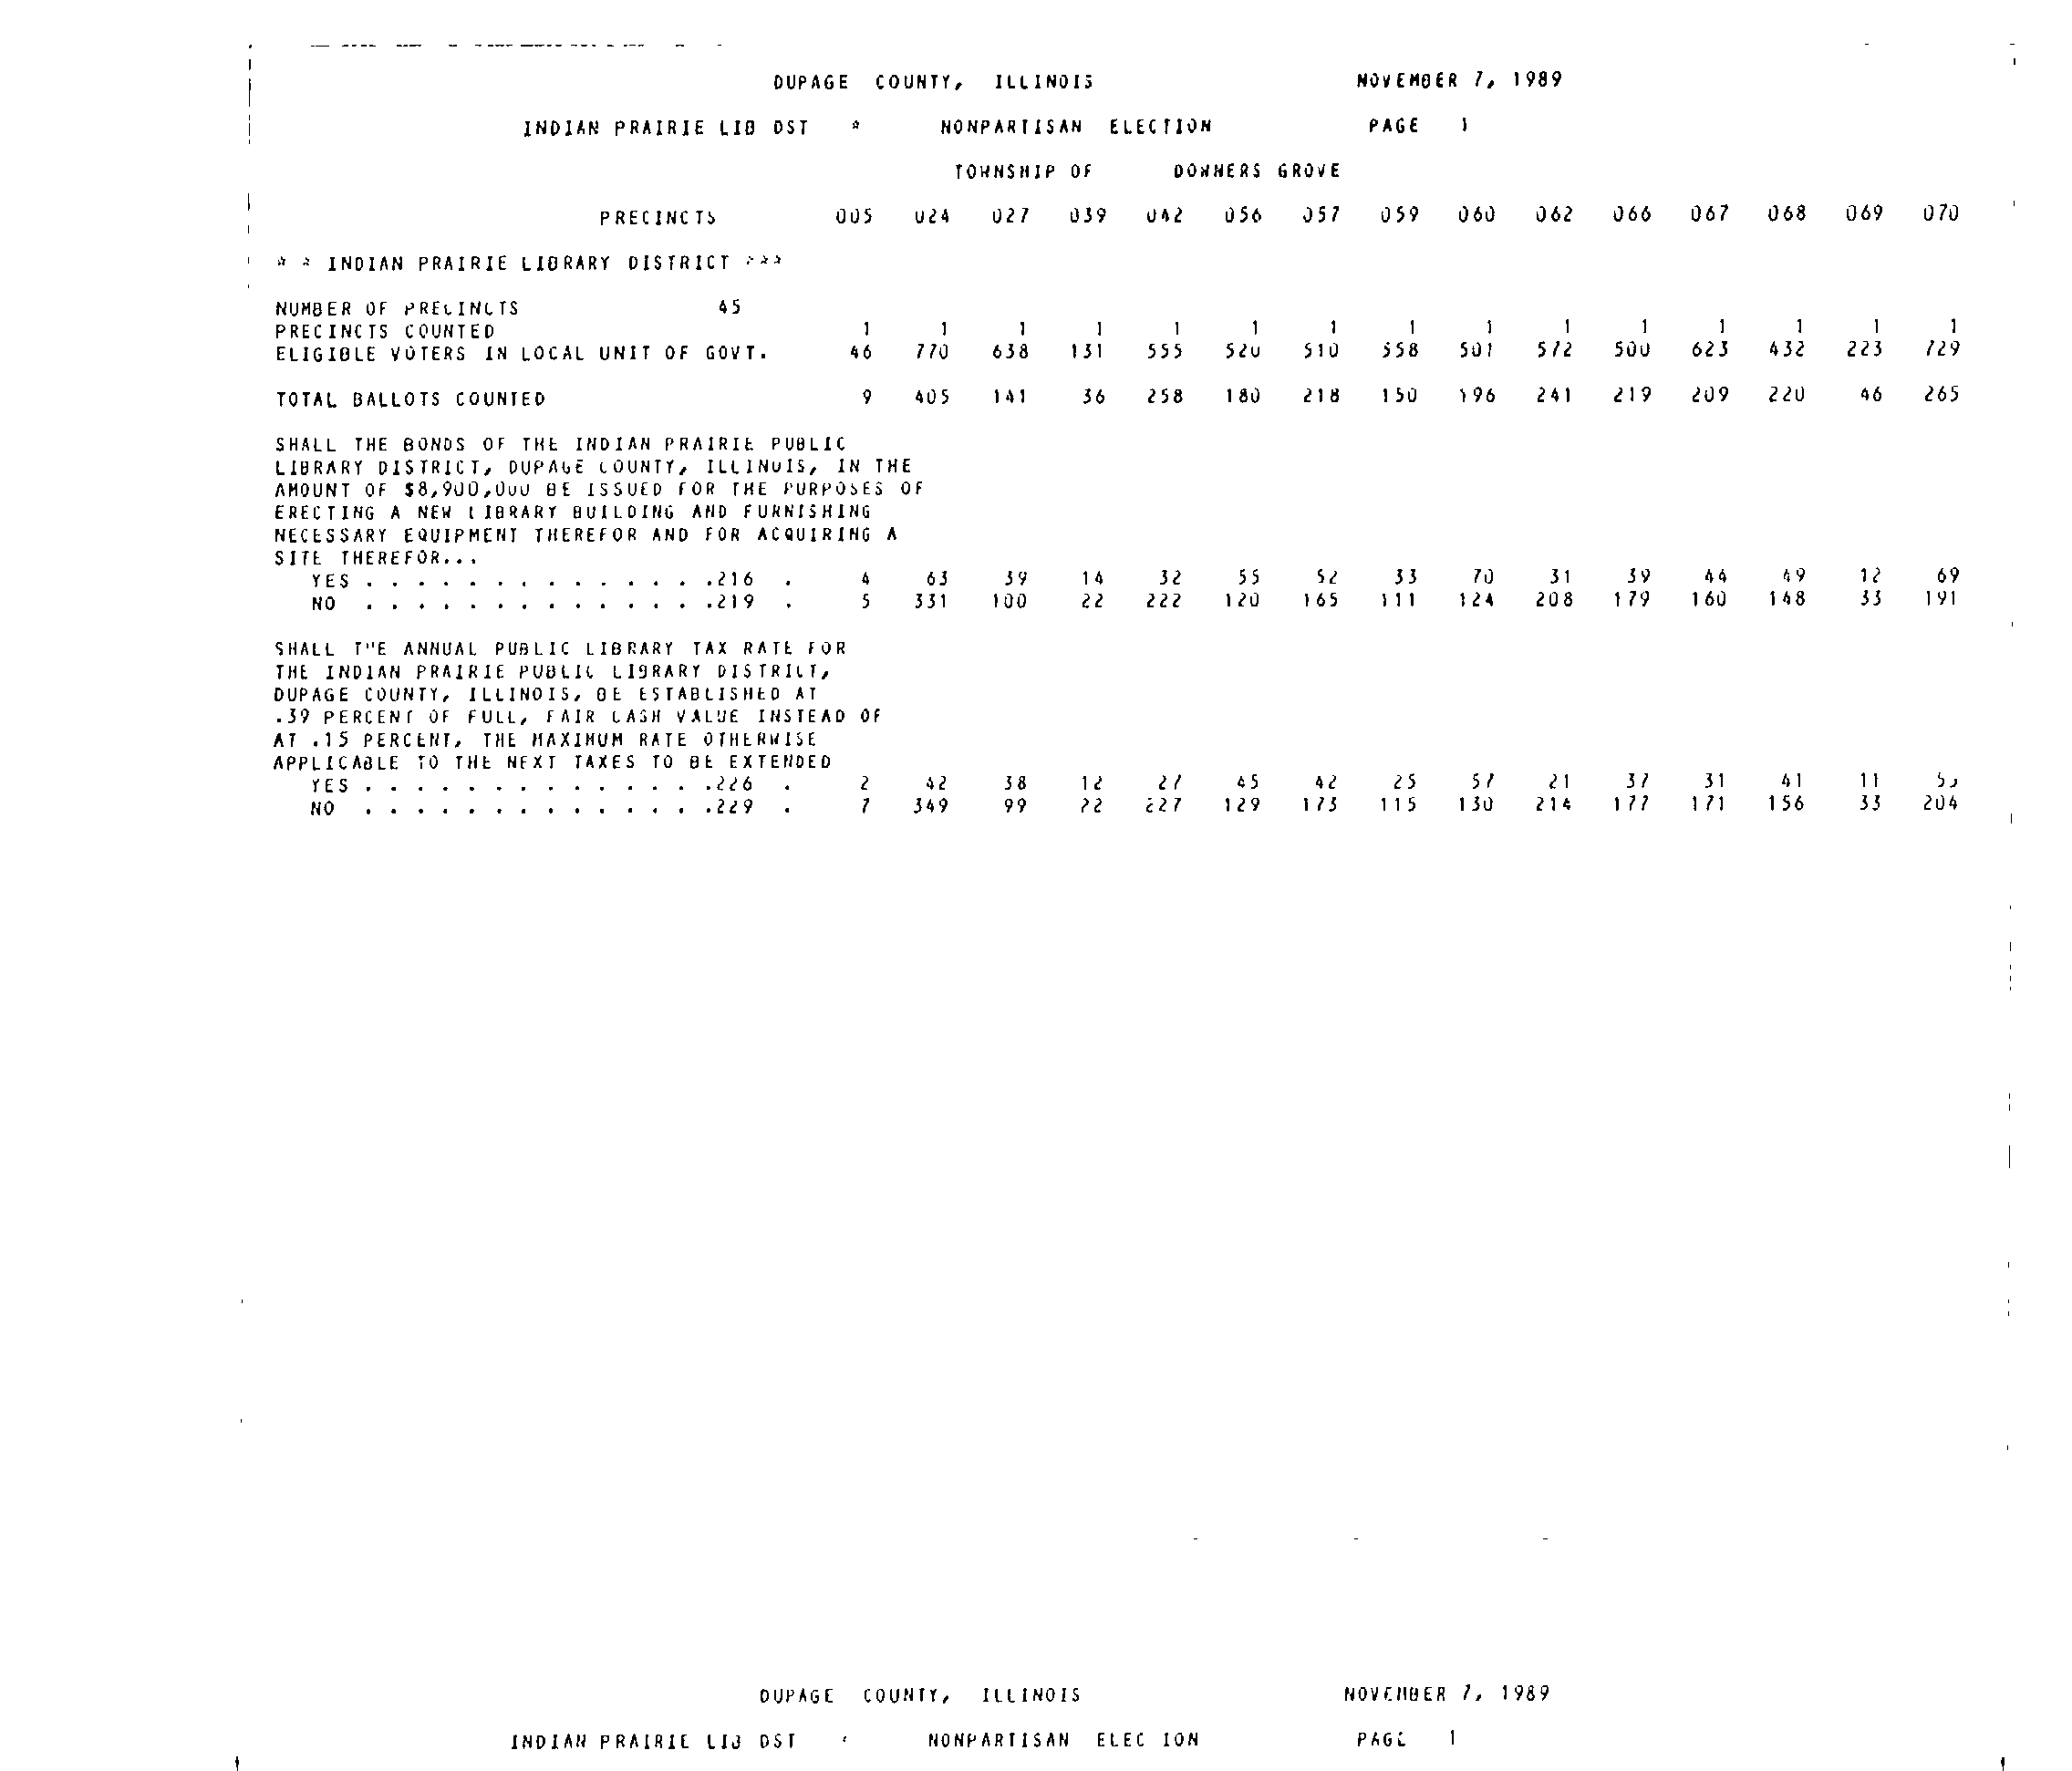 DUPAGE COUNTY, ILLINOIS NOVEMBER 7, 1989
INDIAN PRAIRIE LIB DST * NONPARTISAN ELECTION PAGE 1
TOWNSHIP OF DOWNERS GROVE
PRECINCTS 005 024 027 039 042 056 057 059 060 062 066 067 068 069 070
* * INDIAN PRAIRIE LIBRARY DISTRICT ***
NUMBER OF PRECINCTS 45
PRECINCTS COUNTED 1 1 1 1 1 1 1 1 1 1 1 1 1 1 1
ELIGIBLE VOTERS IN LOCAL UNIT OF GOVT. 46 770 638 131 555 520 510 558 501 572 500 623 432 223 729
TOTAL BALLOTS COUNTED 9 405 141 36 258 180 218 150 196 241 219 209 220 46 265
SHALL THE BONDS OF THE INDIAN PRAIRIE PUBLIC
LIBRARY DISTRICT, DUPAGE COUNTY, ILLINOIS, IN THE
AMOUNT OF $8,900,000 BE ISSUED FOR THE PURPOSES OF
ERECTING A NEW LIBRARY BUILDING AND FURNISHING
NECESSARY EQUIPMENT THEREFOR AND FOR ACQUIRING A
SITE THEREFOR...
YES . . . . . . . . . . . . . .216 . 4 63 39 14 32 55 52 33 70 31 39 44 49 12 69
NO . . . . . . . . . . . . . .219 . 5 331 100 22 222 120 165 111 124 208 179 160 148 33 191
SHALL THE ANNUAL PUBLIC LIBRARY TAX RATE FOR
THE INDIAN PRAIRIE PUBLIC LIBRARY DISTRICT,
DUPAGE COUNTY, ILLINOIS, BE ESTABLISHED AT
.39 PERCENT OF FULL, FAIR CASH VALUE INSTEAD OF
AT .15 PERCENT, THE MAXIMUM RATE OTHERWISE
APPLICABLE TO THE NEXT TAXES TO BE EXTENDED
YES . . . . . . . . . . . . . .226 . 2 42 38 12 27 45 42 25 57 21 37 31 41 11
NO . . . . . . . . . . . . . .229 . 7 349 99 22 227 129 173 115 130 214 177 171 156 33 204
DUPAGE COUNTY, ILLINOIS NOVEMBER 7, 1989
INDIAN PRAIRIE LIB DST * NONPARTISAN ELEC ION PAGE 1